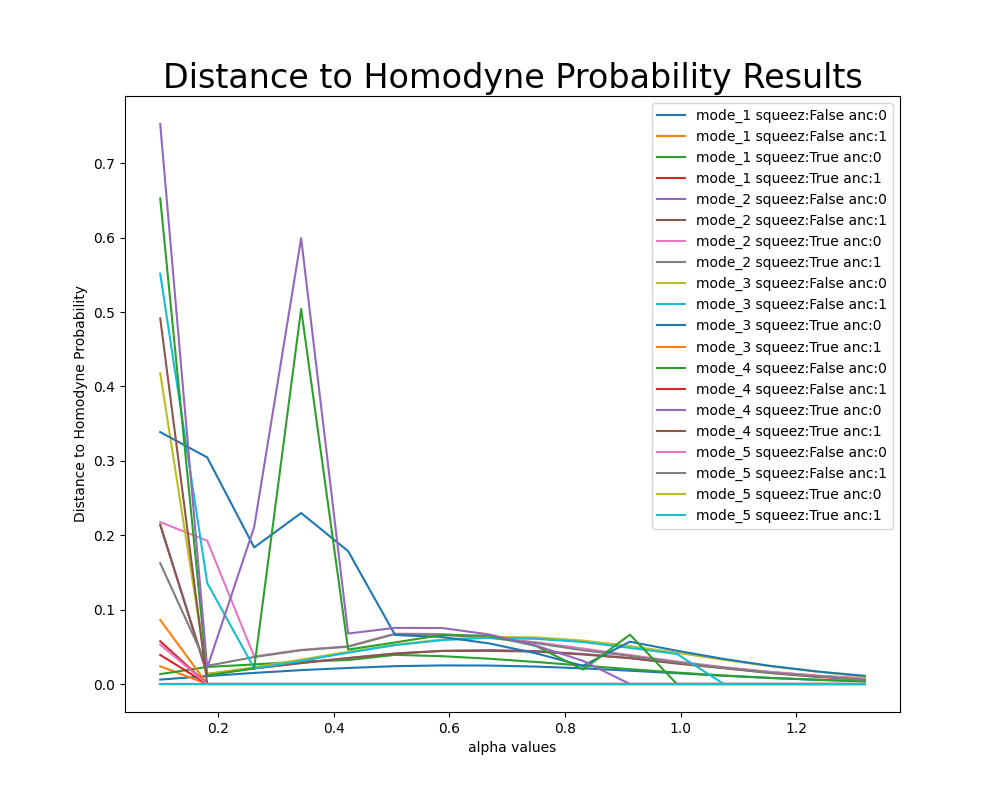 Distance to Homodyne Probability Results
Distance to Homodyne Probability
0.7
0.6
0.5
0.4
0.3
0.2
0.1
0.0
mode_1 squeez:False anc:0
mode_1 squeez:False anc:1
mode_1 squeez:True anc:0
mode_1 squeez:True anc:1
mode_2 squeez:False anc:0
mode_2 squeez:False anc:1
mode_2 squeez:True anc:0
mode_2 squeez:True anc:1
mode_3 squeez:False anc:0
mode_3 squeez:False anc:1
mode_3 squeez:True anc:0
mode_3 squeez:True anc:1
mode_4 squeez:False anc:0
mode_4 squeez:False anc:1
mode_4 squeez:True anc:0
mode_4 squeez:True anc:1
mode_5 squeez:False anc:0
mode_5 squeez:False anc:1
mode_5 squeez:True anc:0
mode_5 squeez:True anc:1
0.2 0.4 0.6 0.8 1.0 1.2
alpha values